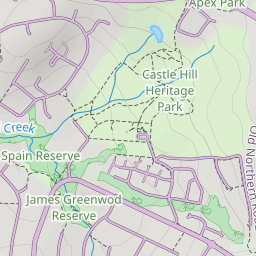 Apex Park
Castle Hill
Heritage
Park
Creek
Spain Reserve
Old Northern Road
James Greenwood
Reserve